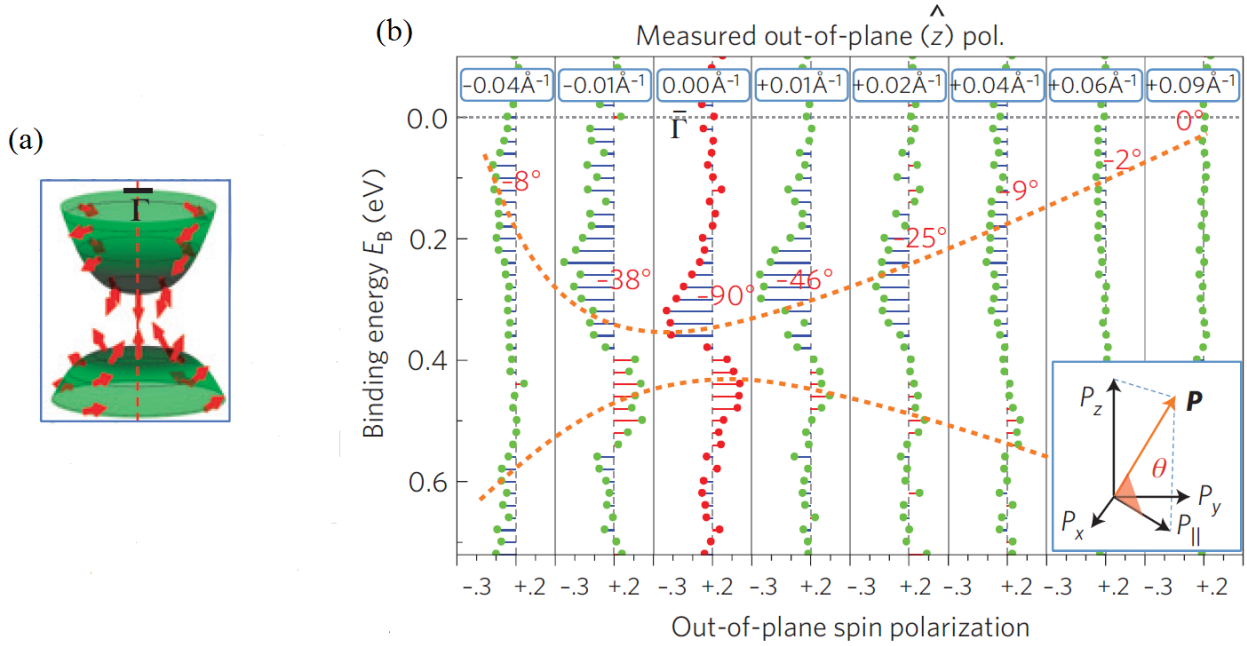 (a)
Γ
(b)
Measured out-of-plane (ẑ) pol.
−0.04Å⁻¹ −0.01Å⁻¹ 0.00Å⁻¹ +0.01Å⁻¹ +0.02Å⁻¹ +0.04Å⁻¹ +0.06Å⁻¹ +0.09Å⁻¹
Γ̄
0.0
0.2
0.4
0.6
Binding energy E_B (eV)
−8°
−38°
−90°
−46°
−25°
−9°
−2°
0°
P_z
P
θ
P_y
P_x
P_||
−.3 +.2 −.3 +.2 −.3 +.2 −.3 +.2 −.3 +.2 −.3 +.2 −.3 +.2 −.3 +.2
Out-of-plane spin polarization